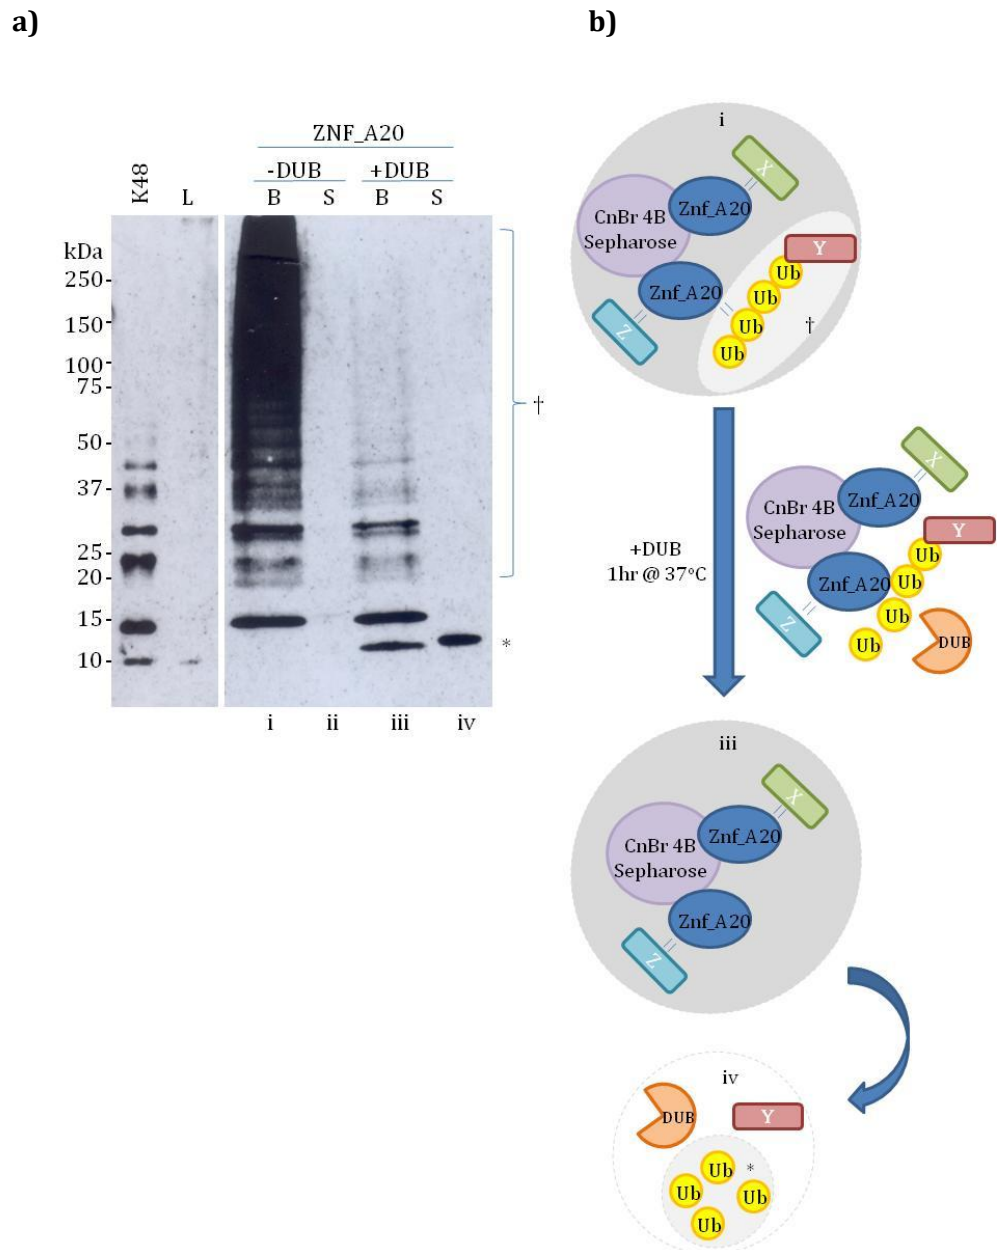 a)
b)
ZNF_A20
-DUB +DUB
K48 L B S B S
kDa
250
150
100
75
50
37
25
20
15
10
†
*
i ii iii iv
i
X
Znf_A20
CnBr 4B
Sepharose
Y
Ub
Znf_A20
Ub
Z
Ub
†
Ub
+DUB
1hr @ 37°C
X
Znf_A20
CnBr 4B
Sepharose
Y
Ub
Znf_A20
Ub
Z
Ub
Ub
DUB
iii
X
Znf_A20
CnBr 4B
Sepharose
Znf_A20
Z
iv
DUB
Y
Ub
*
Ub
Ub
Ub